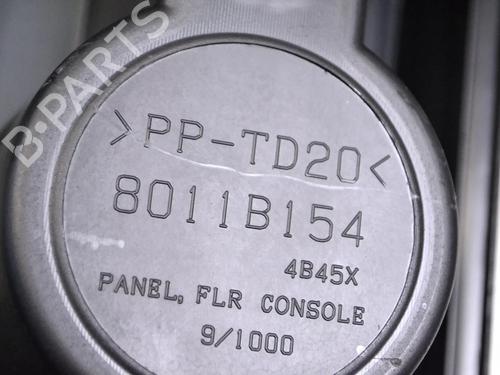 B-PARTS
>PP-TD20<
8011B154
4B45X
PANEL, FLR CONSOLE
9/1000